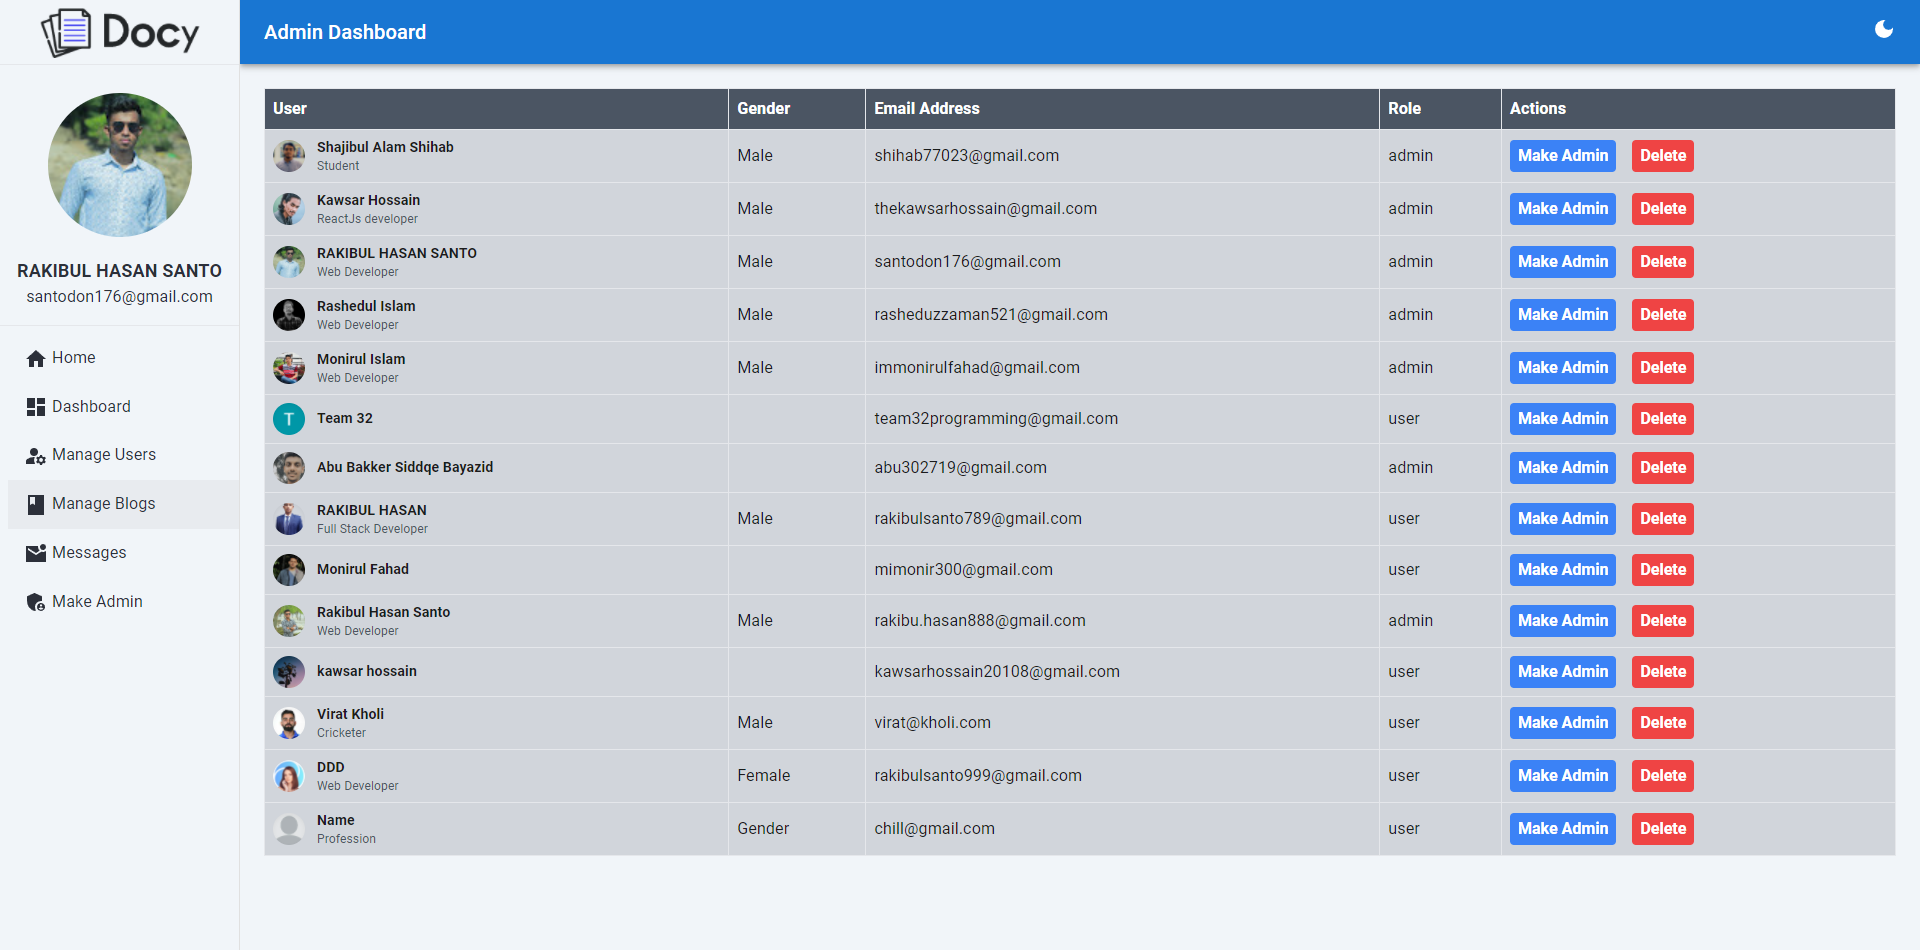 Docy
Admin Dashboard
RAKIBUL HASAN SANTO
santodon176@gmail.com
Home
Dashboard
Manage Users
Manage Blogs
Messages
Make Admin
User Gender Email Address Role Actions
Shajibul Alam Shihab
Student
Male shihab77023@gmail.com admin Make Admin Delete
Kawsar Hossain
ReactJs developer
Male thekawsarhossain@gmail.com admin Make Admin Delete
RAKIBUL HASAN SANTO
Web Developer
Male santodon176@gmail.com admin Make Admin Delete
Rashedul Islam
Web Developer
Male rasheduzzaman521@gmail.com admin Make Admin Delete
Monirul Islam
Web Developer
Male immonirulfahad@gmail.com admin Make Admin Delete
T Team 32 team32programming@gmail.com user Make Admin Delete
Abu Bakker Siddqe Bayazid abu302719@gmail.com admin Make Admin Delete
RAKIBUL HASAN
Full Stack Developer
Male rakibulsanto789@gmail.com user Make Admin Delete
Monirul Fahad mimonir300@gmail.com user Make Admin Delete
Rakibul Hasan Santo
Web Developer
Male rakibu.hasan888@gmail.com admin Make Admin Delete
kawsar hossain kawsarhossain20108@gmail.com user Make Admin Delete
Virat Kholi
Cricketer
Male virat@kholi.com user Make Admin Delete
DDD
Web Developer
Female rakibulsanto999@gmail.com user Make Admin Delete
Name
Profession
Gender chill@gmail.com user Make Admin Delete